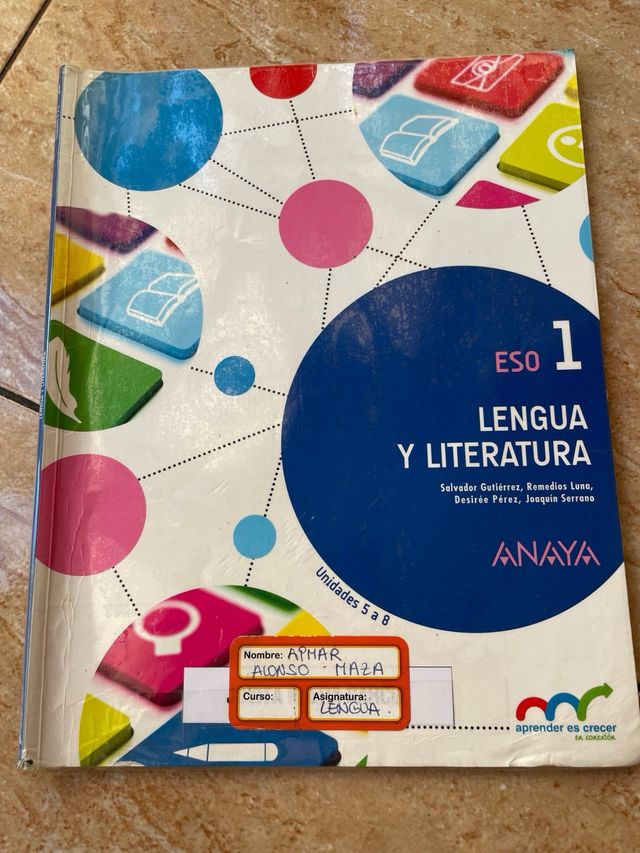 ESO 1
LENGUA
Y LITERATURA
Salvador Gutiérrez, Remedios Luna,
Desirée Pérez, Joaquín Serrano
ANAYA
Unidades 5 a 8
Nombre: APMAR
ALONSO MAZA
Curso:
Asignatura:
LENGUA.
aprender es crecer
en conexión